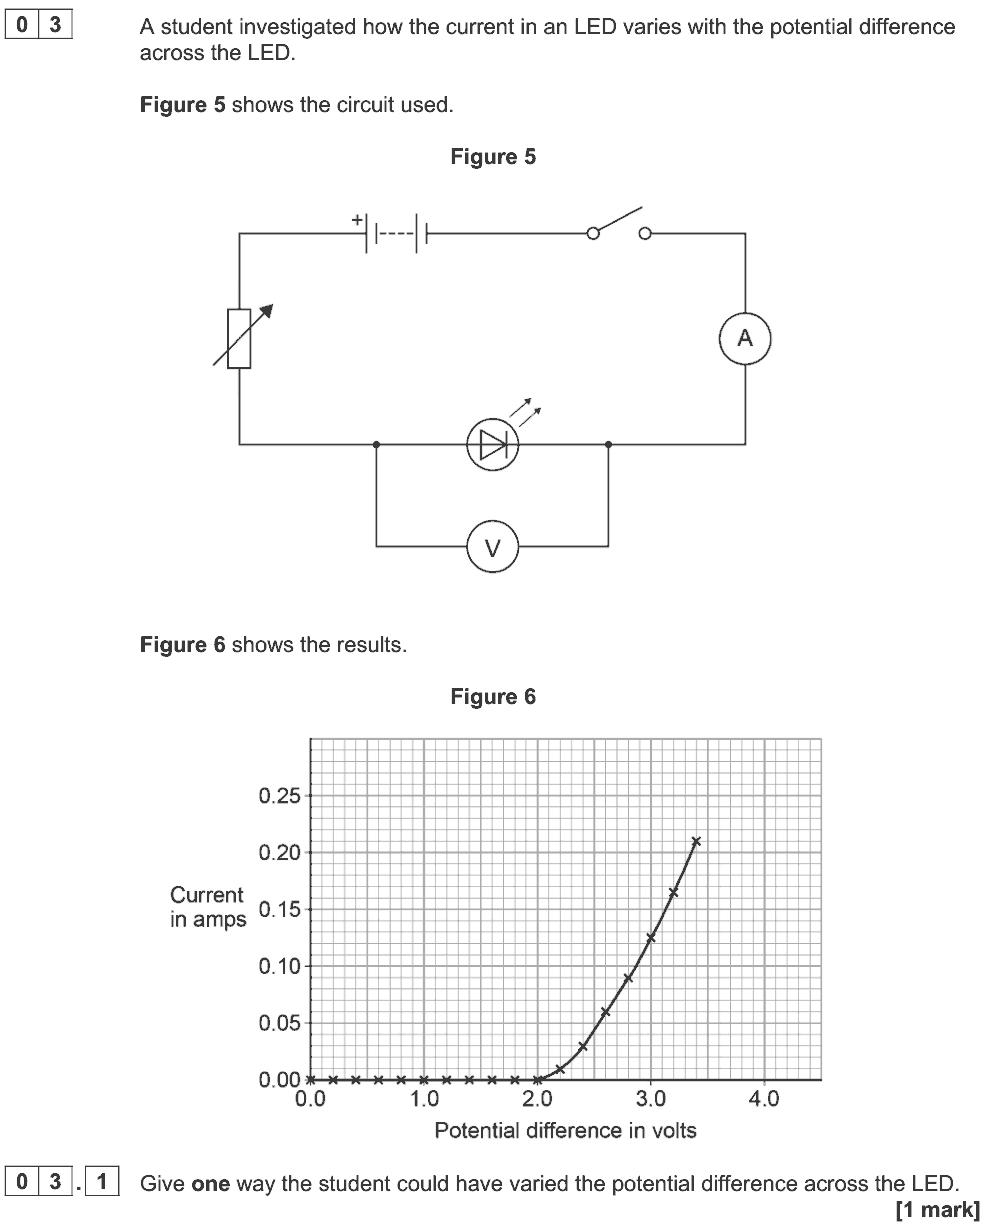 0 3 A student investigated how the current in an LED varies with the potential difference
across the LED.
Figure 5 shows the circuit used.
Figure 5
+
A
V
Figure 6 shows the results.
Figure 6
0.25
0.20
Current
in amps
0.15
0.10
0.05
0.00
0.0 1.0 2.0 3.0 4.0
Potential difference in volts
0 3 . 1 Give one way the student could have varied the potential difference across the LED.
[1 mark]